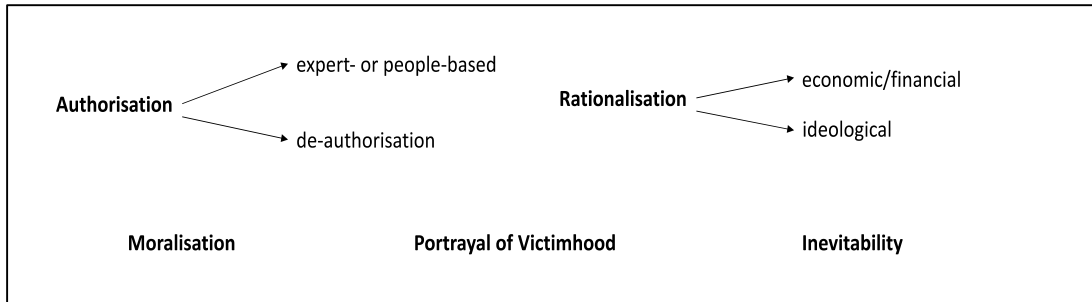 Authorisation
expert- or people-based
de-authorisation
Rationalisation
economic/financial
ideological
Moralisation
Portrayal of Victimhood
Inevitability